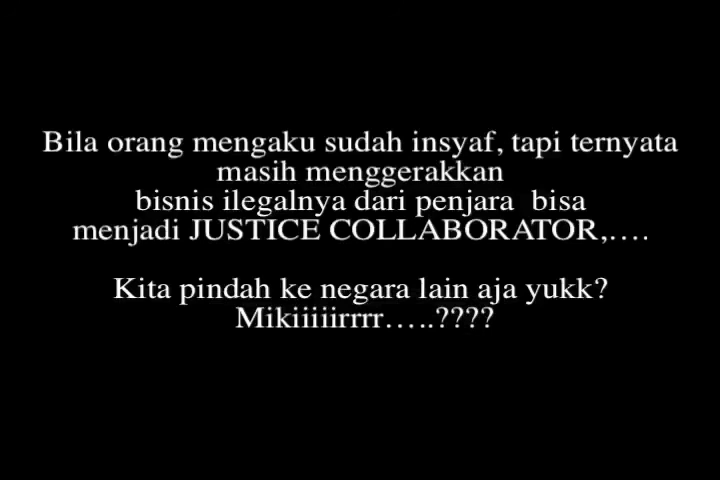 Bila orang mengaku sudah insyaf, tapi ternyata
masih menggerakkan
bisnis ilegalnya dari penjara  bisa
menjadi JUSTICE COLLABORATOR,….
Kita pindah ke negara lain aja yukk?
Mikiiiiirrrr…..????